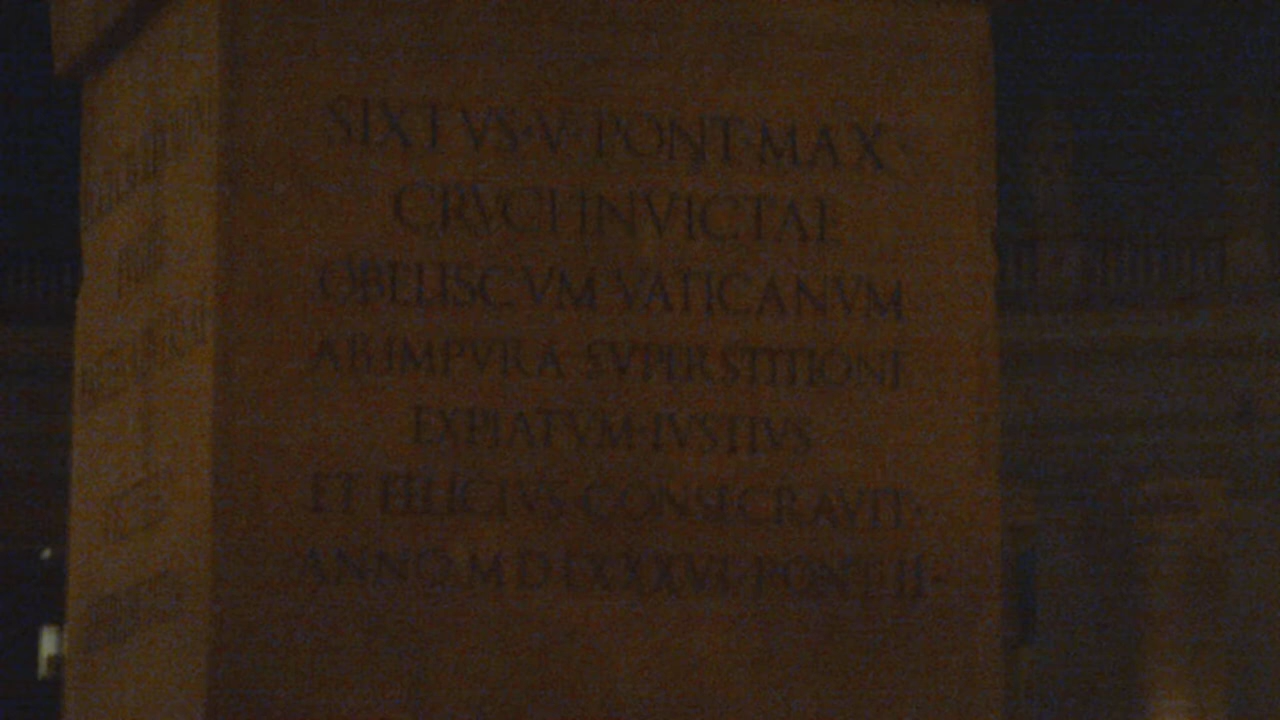 SIXTVS·V·PONT·MAX·
CRVCI INVICTAE
OBELISCVM VATICANVM
AB IMPVRA SVPERSTITIONE
EXPIATVM·IVSTIVS
ET FELICIVS CONSECRAVIT·
ANNO M D LXXXVI PONT·II·